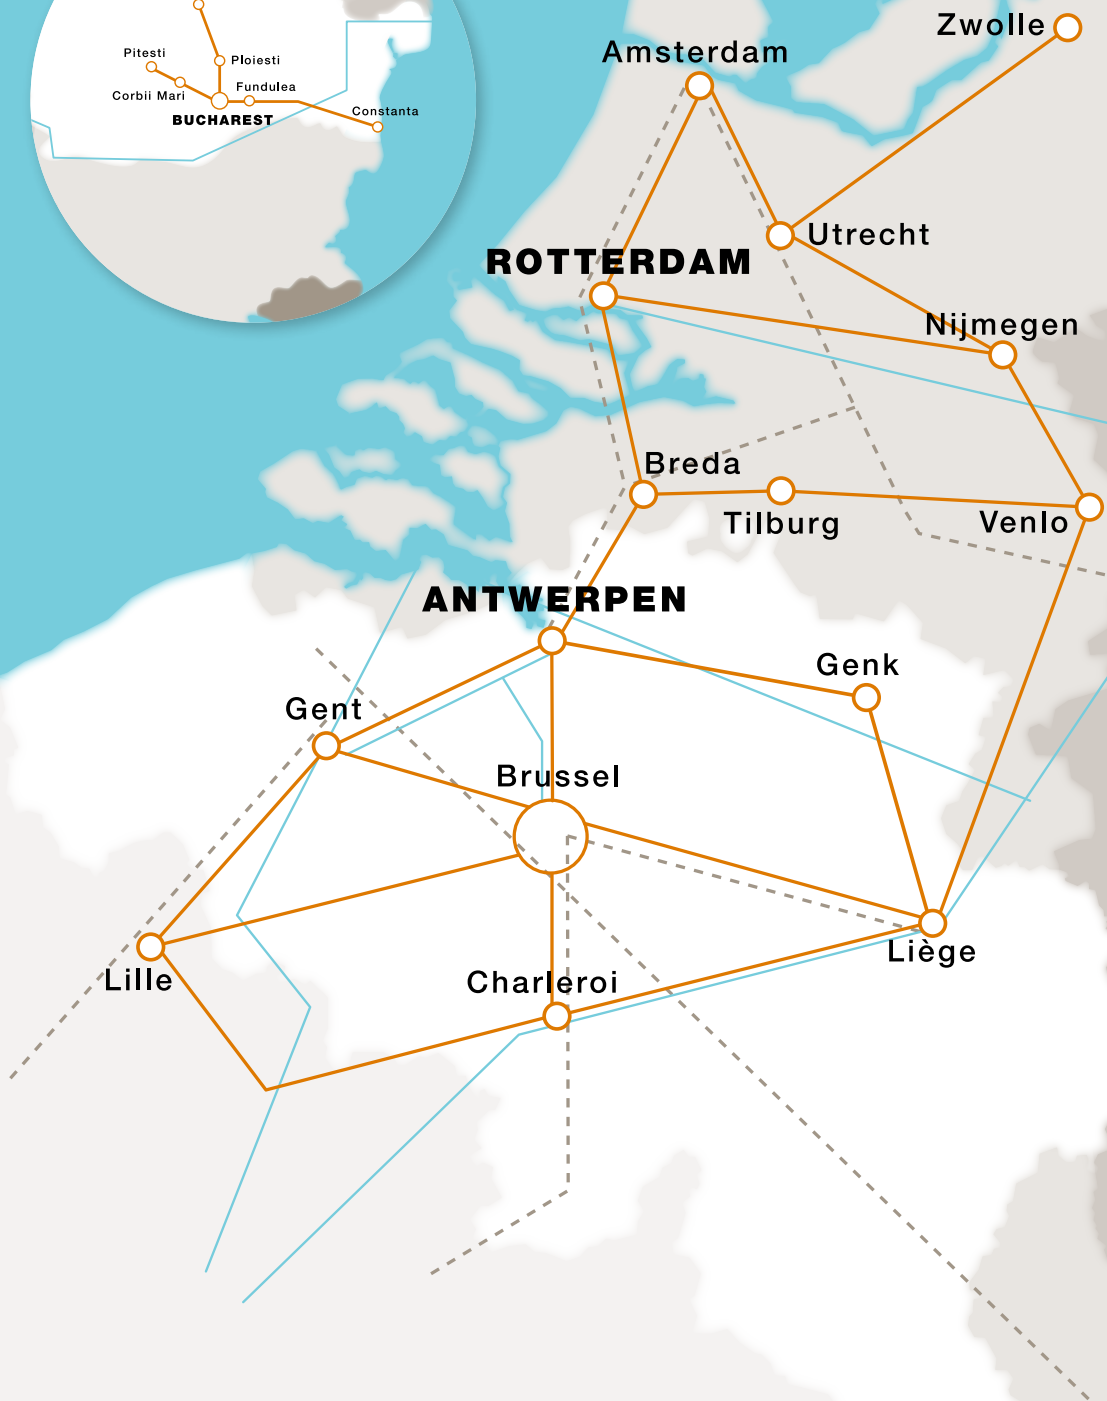 Zwolle
Amsterdam
Pitesti
Ploiesti
Corbii Mari
Fundulea
Constanta
BUCHAREST
Utrecht
ROTTERDAM
Nijmegen
Breda
Tilburg
Venlo
ANTWERPEN
Genk
Gent
Brussel
Liège
Lille
Charleroi